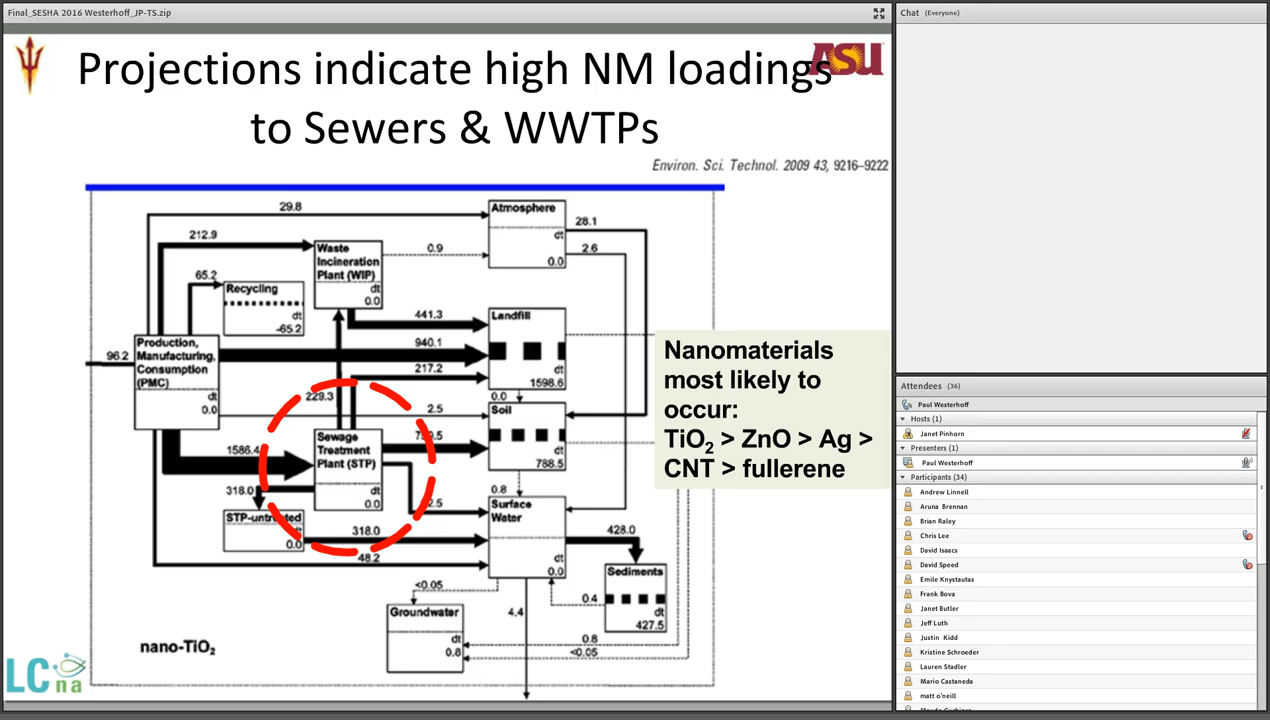 Final_SESHA 2016 Westerhoff_JP-TS.zip
Projections indicate high NM loadings
to Sewers & WWTPs
ASU
Environ. Sci. Technol. 2009 43, 9216–9222
29.8
Atmosphere
28.1
dt
2.6
0.0
212.9
Waste
Incineration
Plant (WIP)
dt
0.0
0.9
65.2
Recycling
dt
-65.2
96.2
Production,
Manufacturing,
Consumption
(PMC)
dt
0.0
441.3
940.1
217.2
Landfill
dt
1598.6
0.0
229.3
2.5
Soil
dt
788.5
0.8
1586.4
Sewage
Treatment
Plant (STP)
dt
0.0
318.0
STP-untreated
dt
0.0
318.0
48.2
Surface
Water
dt
0.0
428.0
Sediments
dt
427.5
0.4
<0.05
4.4
Groundwater
dt
0.8
0.8
<0.05
nano-TiO₂
Nanomaterials
most likely to
occur:
TiO₂ > ZnO > Ag >
CNT > fullerene
LC
na
Chat (Everyone)
Attendees (36)
Paul Westerhoff
Hosts (1)
Janet Pinhorn
Presenters (1)
Paul Westerhoff
Participants (34)
Andrew Linnell
Aruna Brennan
Brian Raley
Chris Lee
David Isaacs
David Speed
Emile Knystautas
Frank Bova
Janet Butler
Jeff Luth
Justin Kidd
Kristine Schroeder
Lauren Stadler
Mario Castaneda
matt o'neill